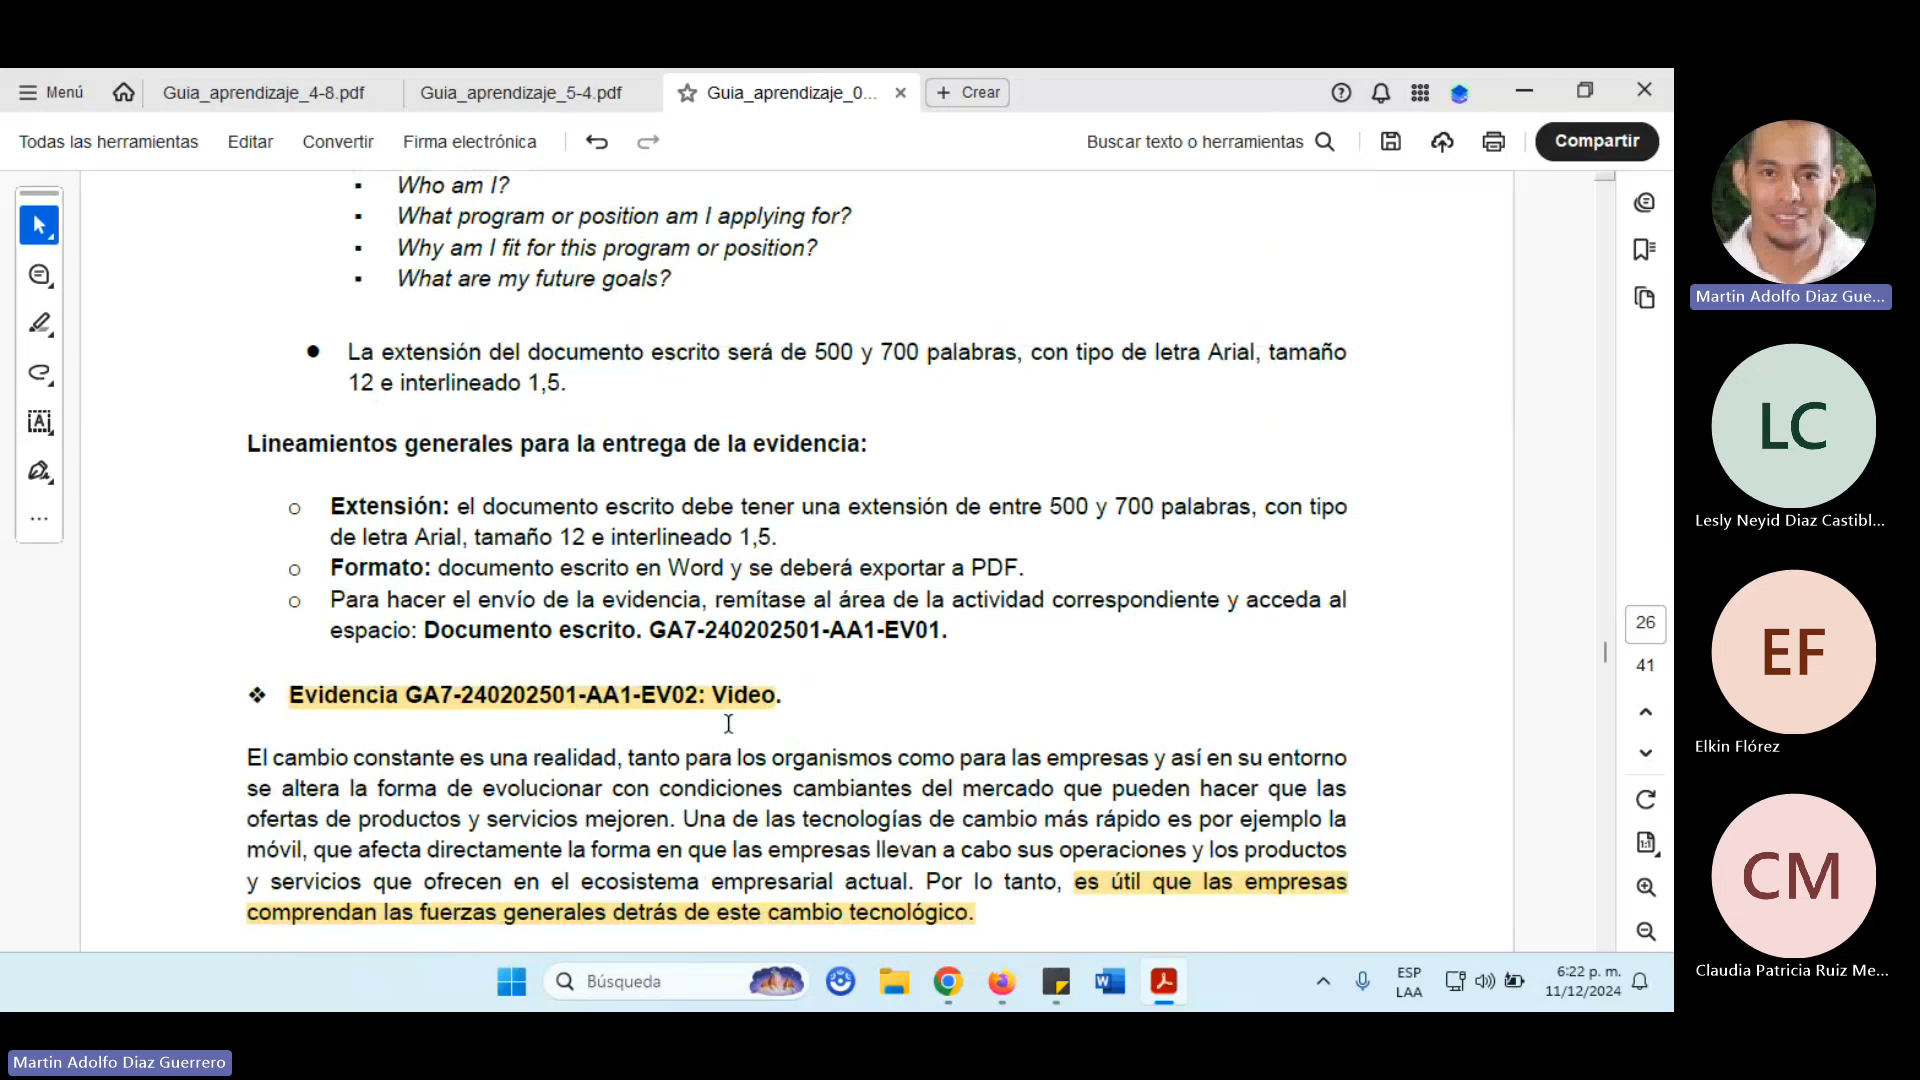 Menú
Guia_aprendizaje_4-8.pdf
Guia_aprendizaje_5-4.pdf
Guia_aprendizaje_0...
Crear
Todas las herramientas
Editar
Convertir
Firma electrónica
Buscar texto o herramientas
Compartir
▪ Who am I?
▪ What program or position am I applying for?
▪ Why am I fit for this program or position?
▪ What are my future goals?
● La extensión del documento escrito será de 500 y 700 palabras, con tipo de letra Arial, tamaño
12 e interlineado 1,5.
Lineamientos generales para la entrega de la evidencia:
o Extensión: el documento escrito debe tener una extensión de entre 500 y 700 palabras, con tipo
de letra Arial, tamaño 12 e interlineado 1,5.
o Formato: documento escrito en Word y se deberá exportar a PDF.
o Para hacer el envío de la evidencia, remítase al área de la actividad correspondiente y acceda al
espacio: Documento escrito. GA7-240202501-AA1-EV01.
❖ Evidencia GA7-240202501-AA1-EV02: Video.
El cambio constante es una realidad, tanto para los organismos como para las empresas y así en su entorno
se altera la forma de evolucionar con condiciones cambiantes del mercado que pueden hacer que las
ofertas de productos y servicios mejoren. Una de las tecnologías de cambio más rápido es por ejemplo la
móvil, que afecta directamente la forma en que las empresas llevan a cabo sus operaciones y los productos
y servicios que ofrecen en el ecosistema empresarial actual. Por lo tanto, es útil que las empresas
comprendan las fuerzas generales detrás de este cambio tecnológico.
26
41
1:1
Búsqueda
ESP
LAA
6:22 p. m.
11/12/2024
Martin Adolfo Diaz Gue...
LC
Lesly Neyid Diaz Castibl...
EF
Elkin Flórez
CM
Claudia Patricia Ruiz Me...
Martin Adolfo Diaz Guerrero